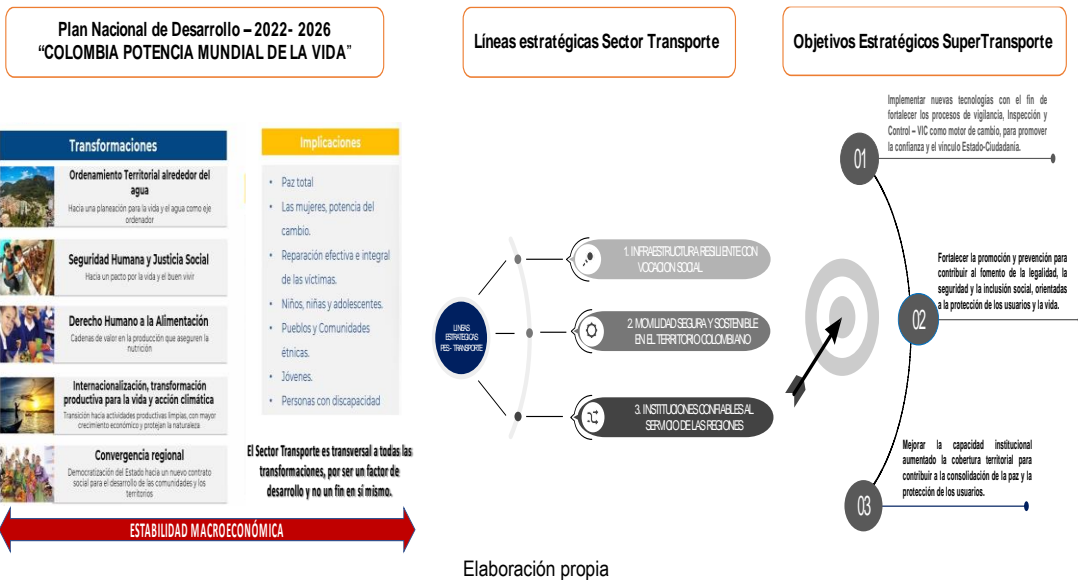 Plan Nacional de Desarrollo – 2022- 2026
“COLOMBIA POTENCIA MUNDIAL DE LA VIDA”
Transformaciones
Ordenamiento Territorial alrededor del
agua
Hacia una planeación para la vida y el agua como eje
ordenador
Seguridad Humana y Justicia Social
Hacia un pacto por la vida y el buen vivir
Derecho Humano a la Alimentación
Cadenas de valor en la producción que aseguren la
nutrición
Internacionalización, transformación
productiva para la vida y acción climática
Transición hacia actividades productivas limpias, con mayor
crecimiento económico y protejan la naturaleza
Convergencia regional
Democratización del Estado hacia un nuevo contrato
social para el desarrollo de las comunidades y los
territorios
Implicaciones
• Paz total
• Las mujeres, potencia del
cambio.
• Reparación efectiva e integral
de las víctimas.
• Niños, niñas y adolescentes.
• Pueblos y Comunidades
étnicas.
• Jóvenes.
• Personas con discapacidad
El Sector Transporte es transversal a todas las
transformaciones, por ser un factor de
desarrollo y no un fin en sí mismo.
ESTABILIDAD MACROECONÓMICA
Líneas estratégicas Sector Transporte
LINEAS
ESTRATEGICAS
PES - TRANSPORTE
1. INFRAESTRUCTURA RESILIENTE CON
VOCACION SOCIAL
2. MOVILIDAD SEGURA Y SOSTENIBLE
EN EL TERRITORIO COLOMBIANO
3. INSTITUCIONES CONFIABLES AL
SERVICIO DE LAS REGIONES
Objetivos Estratégicos SuperTransporte
Implementar nuevas tecnologías con el fin de
fortalecer los procesos de vigilancia, Inspección y
Control – VIC como motor de cambio, para promover
la confianza y el vínculo Estado-Ciudadanía.
01
Fortalecer la promoción y prevención para
contribuir al fomento de la legalidad, la
seguridad y la inclusión social, orientadas
a la protección de los usuarios y la vida.
02
Mejorar la capacidad institucional
aumentado la cobertura territorial para
contribuir a la consolidación de la paz y la
protección de los usuarios.
03
Elaboración propia